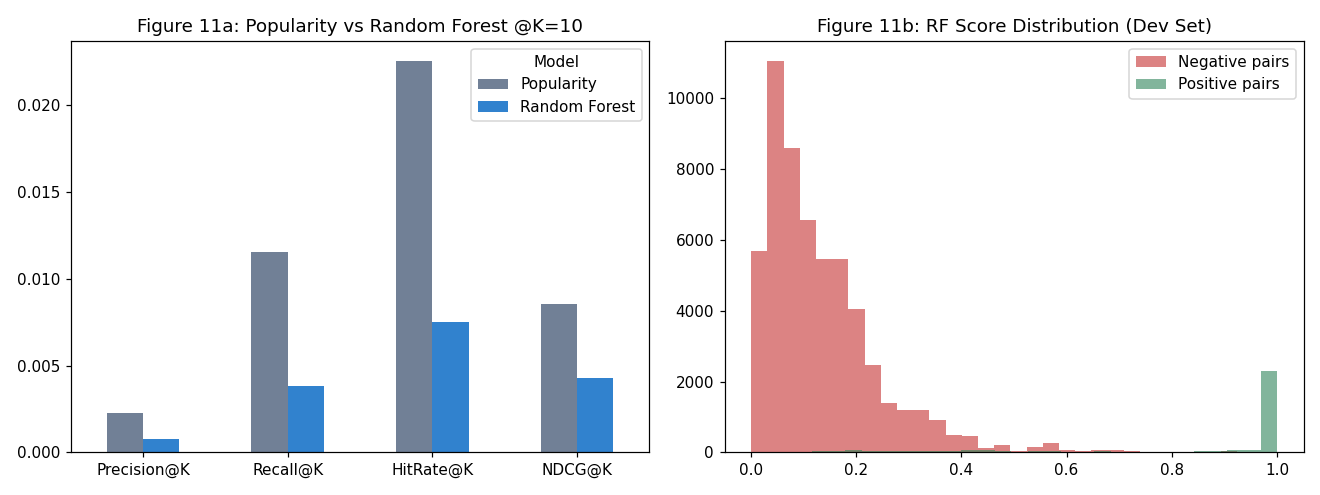 Figure 11a: Popularity vs Random Forest @K=10
Model
Popularity
Random Forest
0.020
0.015
0.010
0.005
0.000
Precision@K
Recall@K
HitRate@K
NDCG@K
Figure 11b: RF Score Distribution (Dev Set)
Negative pairs
Positive pairs
10000
8000
6000
4000
2000
0
0.0
0.2
0.4
0.6
0.8
1.0